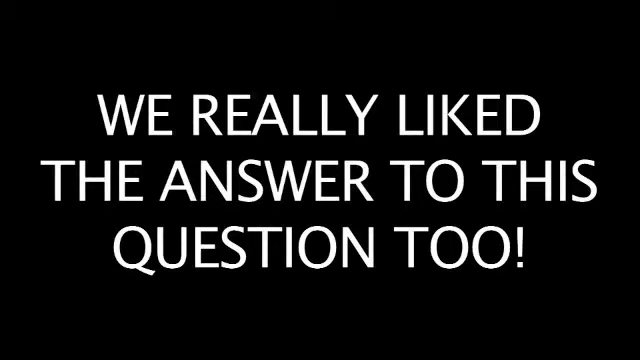 WE REALLY LIKED
THE ANSWER TO THIS
QUESTION TOO!